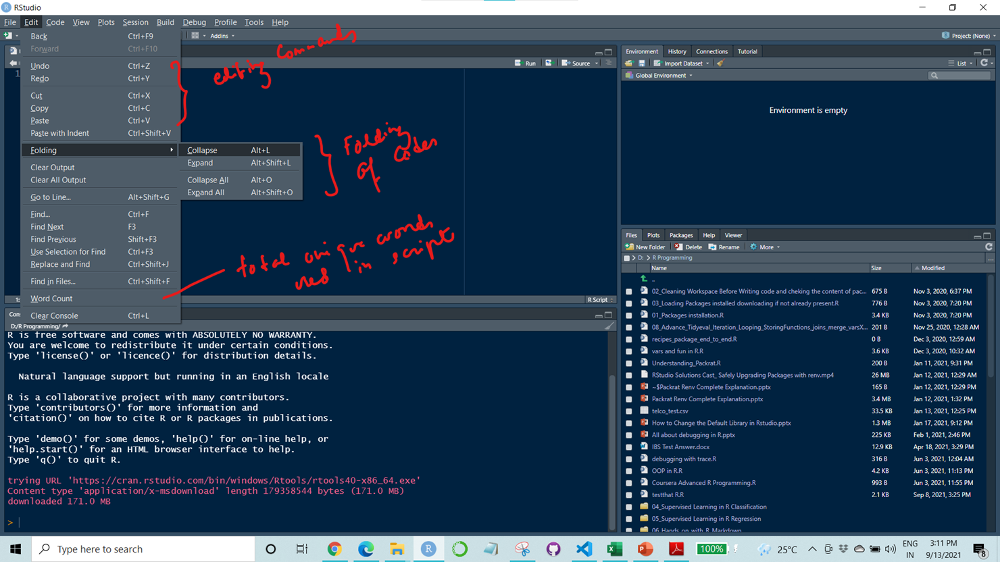 RStudio
File Edit Code View Plots Session Build Debug Profile Tools Help
Addins
Project: (None)
Back Ctrl+F9
Forward Ctrl+F10
Undo Ctrl+Z
Redo Ctrl+Y
Cut Ctrl+X
Copy Ctrl+C
Paste Ctrl+V
Paste with Indent Ctrl+Shift+V
Folding
Clear Output
Clear All Output
Go to Line... Alt+Shift+G
Find... Ctrl+F
Find Next F3
Find Previous Shift+F3
Use Selection for Find Ctrl+F3
Replace and Find Ctrl+Shift+J
Find in Files... Ctrl+Shift+F
Word Count
Clear Console Ctrl+L
Collapse Alt+L
Expand Alt+Shift+L
Collapse All Alt+O
Expand All Alt+Shift+O
editing commands
Folding
of codes
total unique words
used in script
Run Source
1
1:
R Script
Con
D:/R Programming/
R is free software and comes with ABSOLUTELY NO WARRANTY.
You are welcome to redistribute it under certain conditions.
Type 'license()' or 'licence()' for distribution details.
Natural language support but running in an English locale
R is a collaborative project with many contributors.
Type 'contributors()' for more information and
'citation()' on how to cite R or R packages in publications.
Type 'demo()' for some demos, 'help()' for on-line help, or
'help.start()' for an HTML browser interface to help.
Type 'q()' to quit R.
trying URL 'https://cran.rstudio.com/bin/windows/Rtools/rtools40-x86_64.exe'
Content type 'application/x-msdownload' length 179358544 bytes (171.0 MB)
downloaded 171.0 MB
>
Environment History Connections Tutorial
Import Dataset List
Global Environment
Environment is empty
Files Plots Packages Help Viewer
New Folder Delete Rename More
D: > R Programming ...
Name Size Modified
..
02_Cleaning Workspace Before Writing code and cheking the content of pac... 675 B Nov 3, 2020, 6:37 PM
03_Loading Packages installed downloading if not already present.R 776 B Nov 3, 2020, 7:20 PM
01_Packages installation.R 3.4 KB Nov 3, 2020, 7:20 PM
08_Advance_Tidyeval_Iteration_Looping_StoringFunctions_joins_merge_varsX... 201 B Nov 25, 2020, 12:28 AM
recipes_package_end_to_end.R 0 B Dec 3, 2020, 12:59 AM
vars and fun in R.R 3.6 KB Dec 3, 2020, 10:32 AM
Understanding_Packrat.R 200 B Jan 11, 2021, 9:31 PM
RStudio Solutions Cast_ Safely Upgrading Packages with renv.mp4 26 MB Jan 12, 2021, 12:29 AM
~$Packrat Renv Complete Explanation.pptx 165 B Jan 12, 2021, 12:29 PM
Packrat Renv Complete Explanation.pptx 3.4 MB Jan 12, 2021, 1:32 PM
telco_test.csv 33.5 KB Jan 13, 2021, 12:25 PM
How to Change the Default Library in Rstudio.pptx 1.3 MB Jan 17, 2021, 9:12 PM
All about debugging in R.pptx 225 KB Feb 1, 2021, 2:46 PM
IBS Test Answer.docx 12.9 KB Apr 18, 2021, 3:29 PM
debugging with trace.R 316 B Jun 3, 2021, 12:04 AM
OOP in R.R 4.2 KB Jun 3, 2021, 11:13 PM
Coursera Advanced R Programming.R 993 B Jun 3, 2021, 11:55 PM
testthat R.R 2.1 KB Sep 8, 2021, 3:25 PM
04_Supervised Learning in R Classification
05_Supervised Learning in R Regression
06_Hands-on with R Markdown
Type here to search
100%
25°C
ENG
IN
3:11 PM
9/13/2021
8